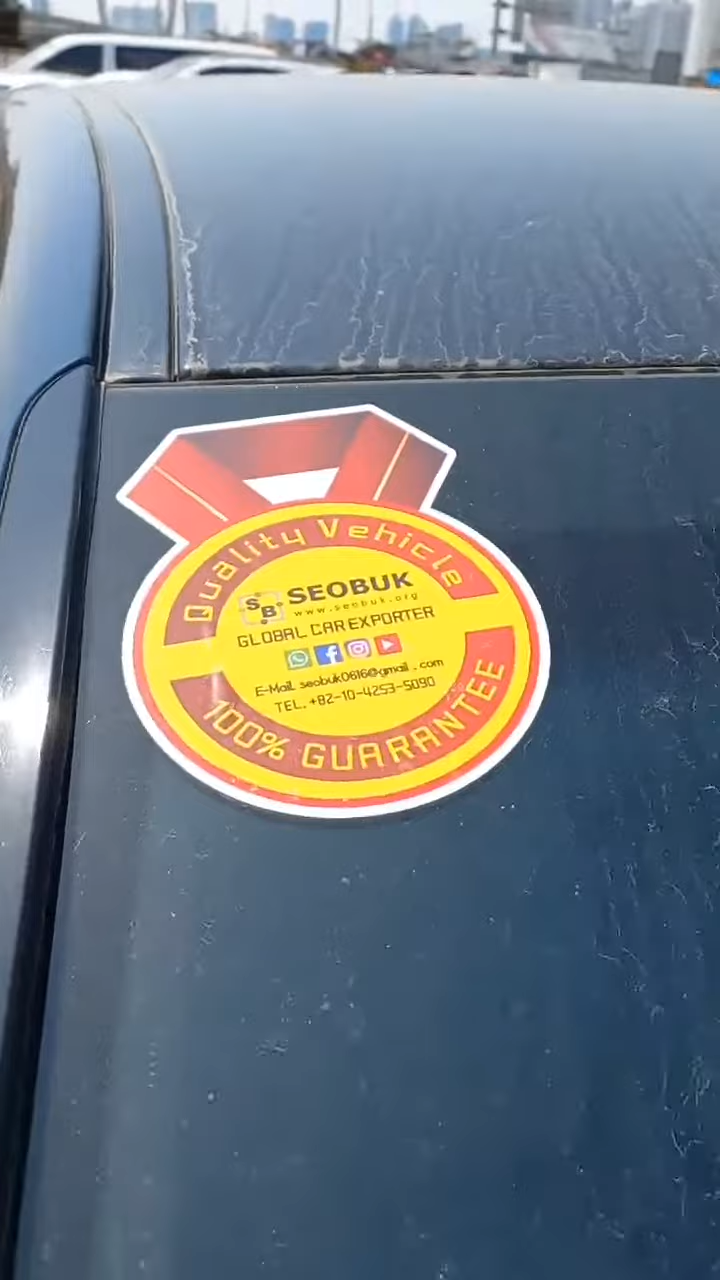 Quality Vehicle
SB SEOBUK
www.seobuk.org
GLOBAL CAR EXPORTER
E-Mail. seobuk0616@gmail.com
TEL. +82-10-4253-5090
100% GUARANTEE